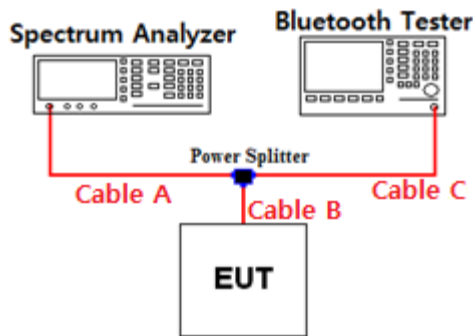 Spectrum Analyzer
Bluetooth Tester
Power Splitter
Cable A
Cable B
Cable C
EUT